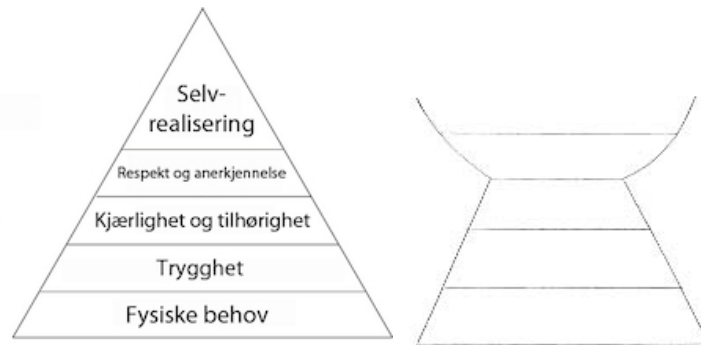 Selv-
realisering
Respekt og anerkjennelse
Kjærlighet og tilhørighet
Trygghet
Fysiske behov